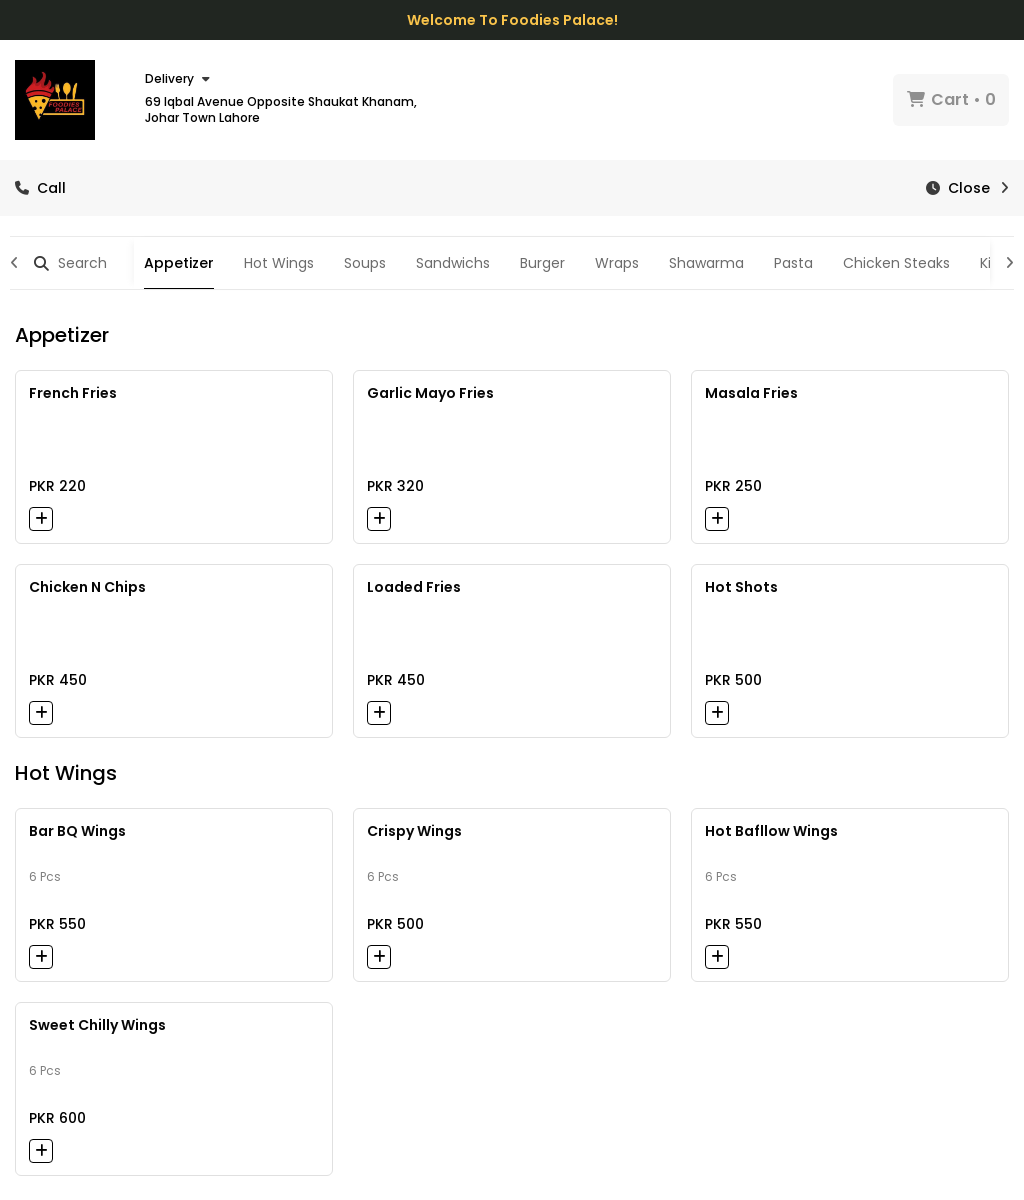 Welcome To Foodies Palace!
FOODIES
PALACE
Delivery
69 Iqbal Avenue Opposite Shaukat Khanam,
Johar Town Lahore
Cart • 0
Call
Close
Search
Appetizer
Hot Wings
Soups
Sandwichs
Burger
Wraps
Shawarma
Pasta
Chicken Steaks
Ki
Appetizer
French Fries
PKR 220
Garlic Mayo Fries
PKR 320
Masala Fries
PKR 250
Chicken N Chips
PKR 450
Loaded Fries
PKR 450
Hot Shots
PKR 500
Hot Wings
Bar BQ Wings
6 Pcs
PKR 550
Crispy Wings
6 Pcs
PKR 500
Hot Bafllow Wings
6 Pcs
PKR 550
Sweet Chilly Wings
6 Pcs
PKR 600